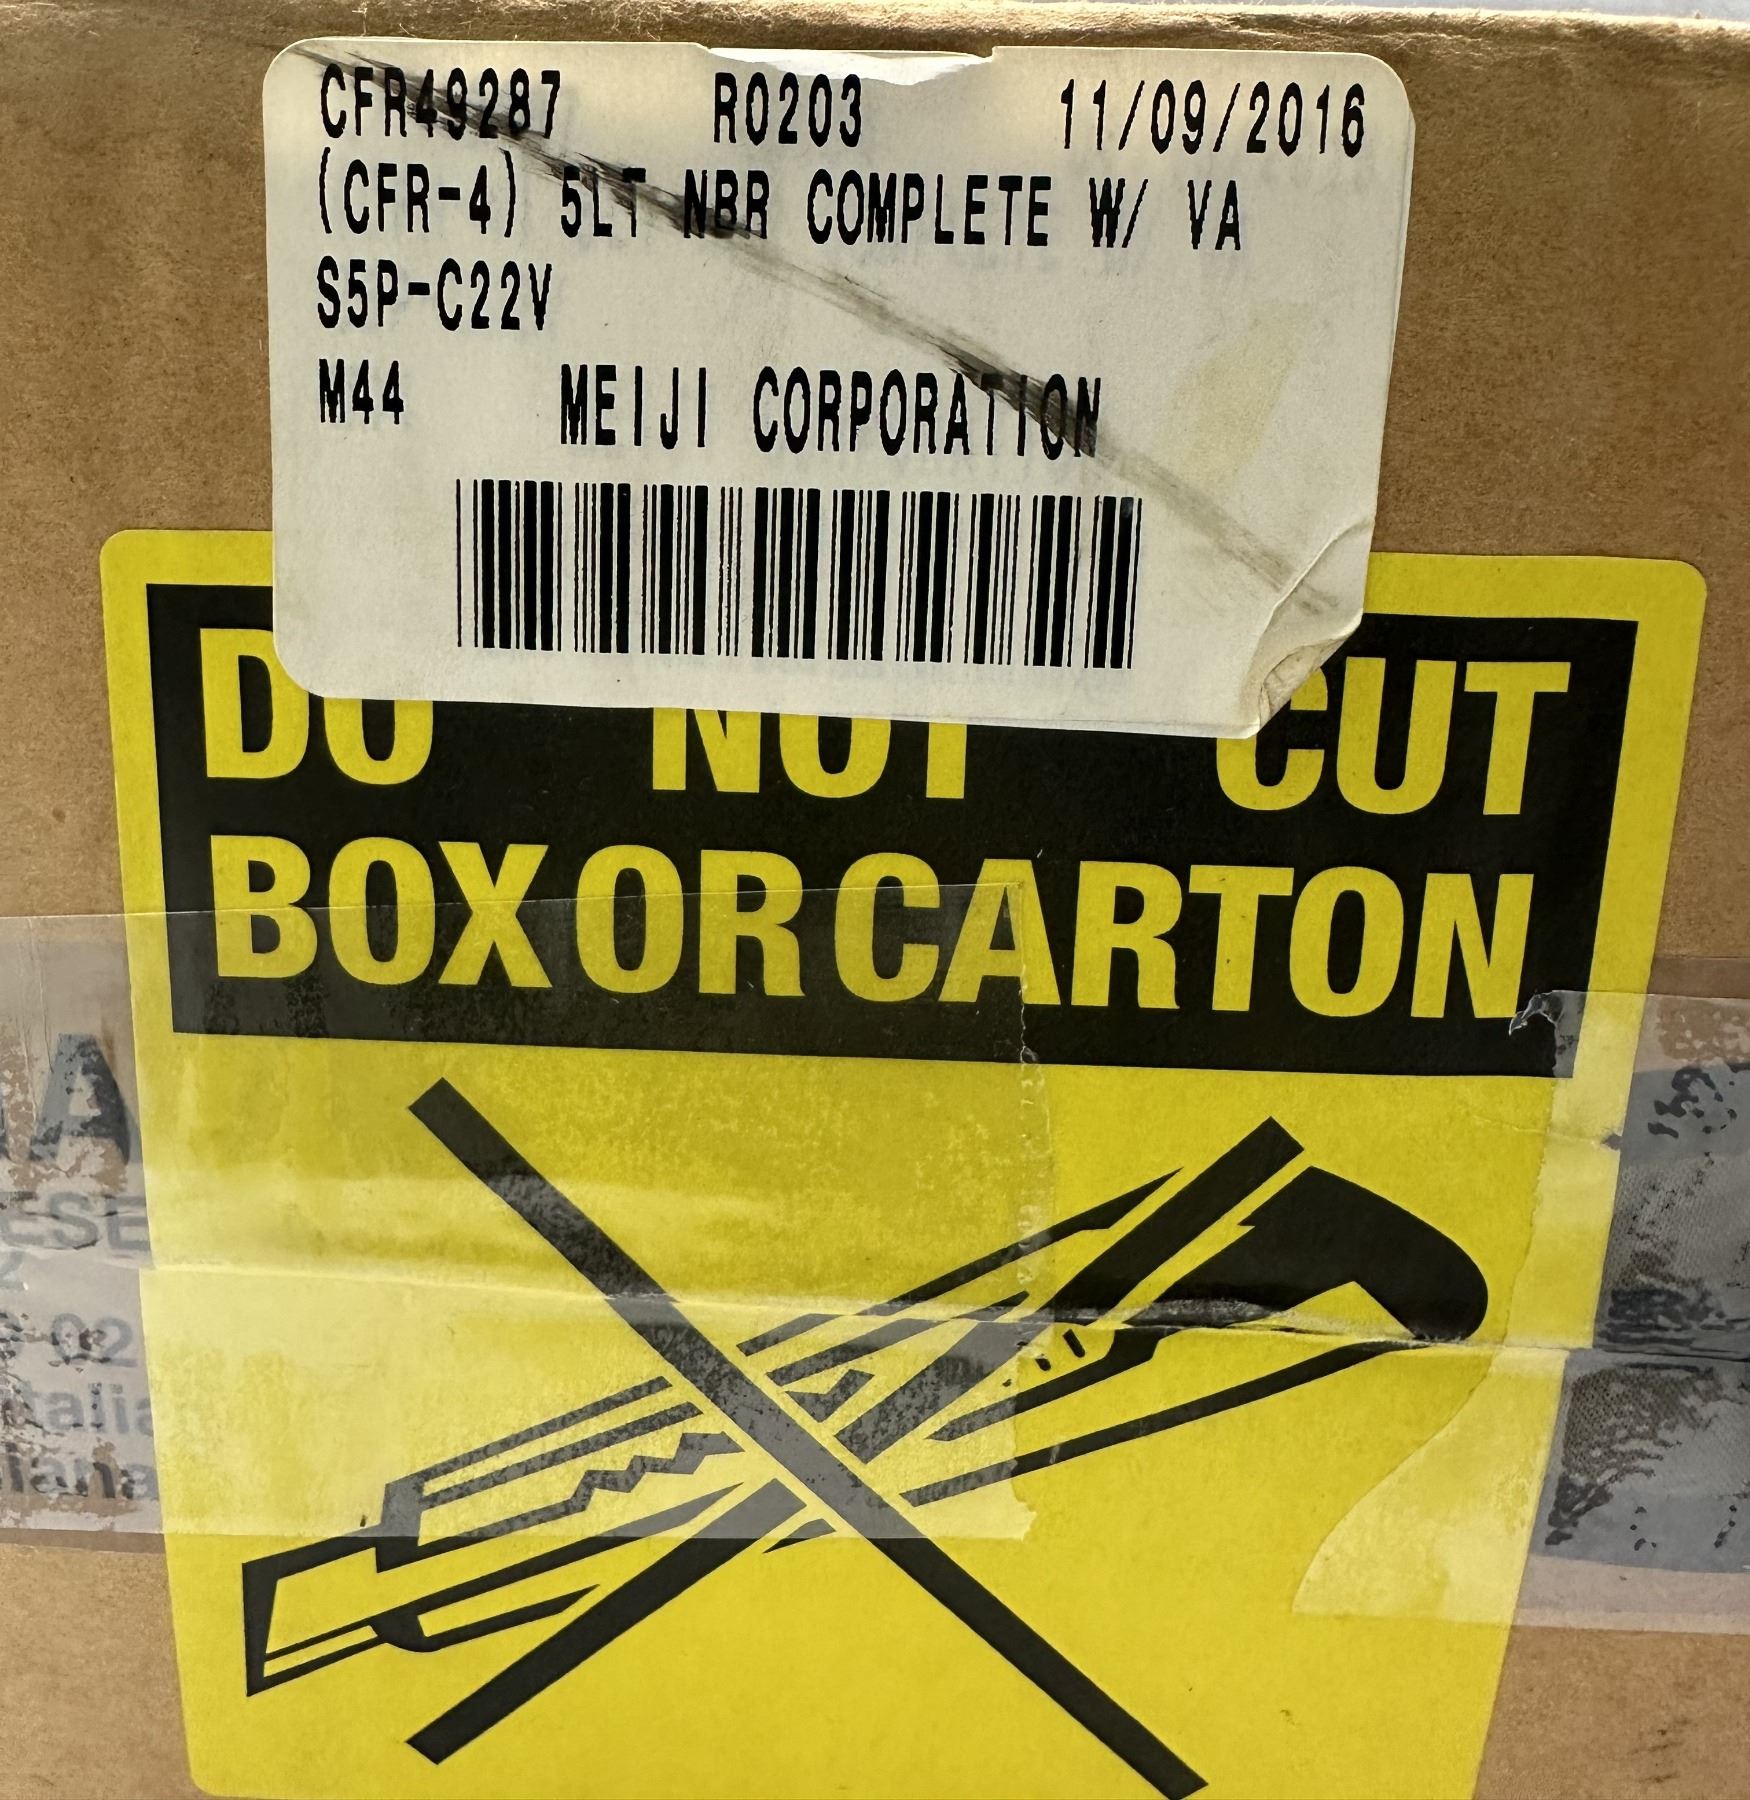 CFR49287 R0203 11/09/2016
(CFR-4) 5LT NBR COMPLETE W/ VA
S5P-C22V
M44 MEIJI CORPORATION
DO NOT CUT
BOX OR CARTON
02